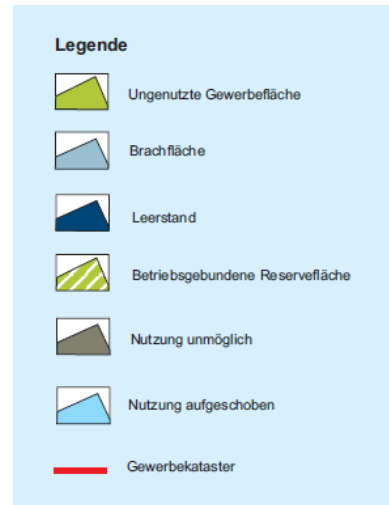 Legende
Ungenutzte Gewerbefläche
Brachfläche
Leerstand
Betriebsgebundene Reservefläche
Nutzung unmöglich
Nutzung aufgeschoben
Gewerbekataster